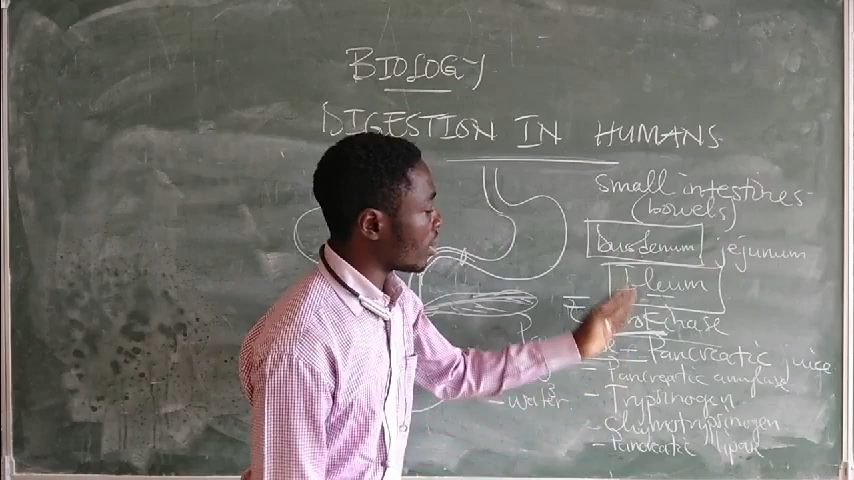 BIOLOGY
DIGESTION IN HUMANS
Small intestines
(bowels)
Duodenum jejunum
Ileum
Pancreatic juice
Pancreatic amylase
- Water
- Trypsinogen
- Chymotrypsinogen
- Pancreatic lipase